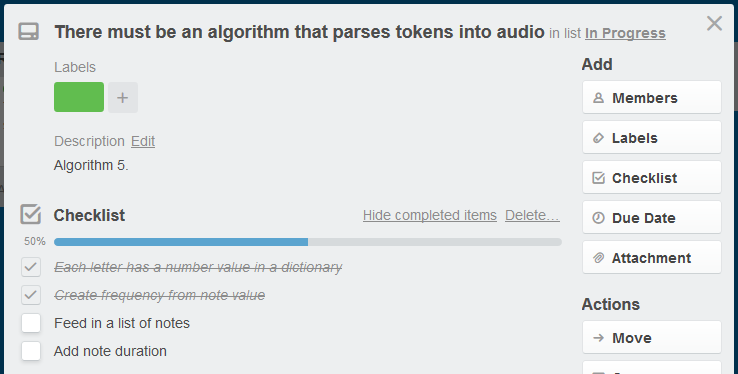 There must be an algorithm that parses tokens into audio in list In Progress
Labels
+
Description Edit
Algorithm 5.
Checklist Hide completed items Delete...
50%
Each letter has a number value in a dictionary
Create frequency from note value
Feed in a list of notes
Add note duration
Add
Members
Labels
Checklist
Due Date
Attachment
Actions
Move